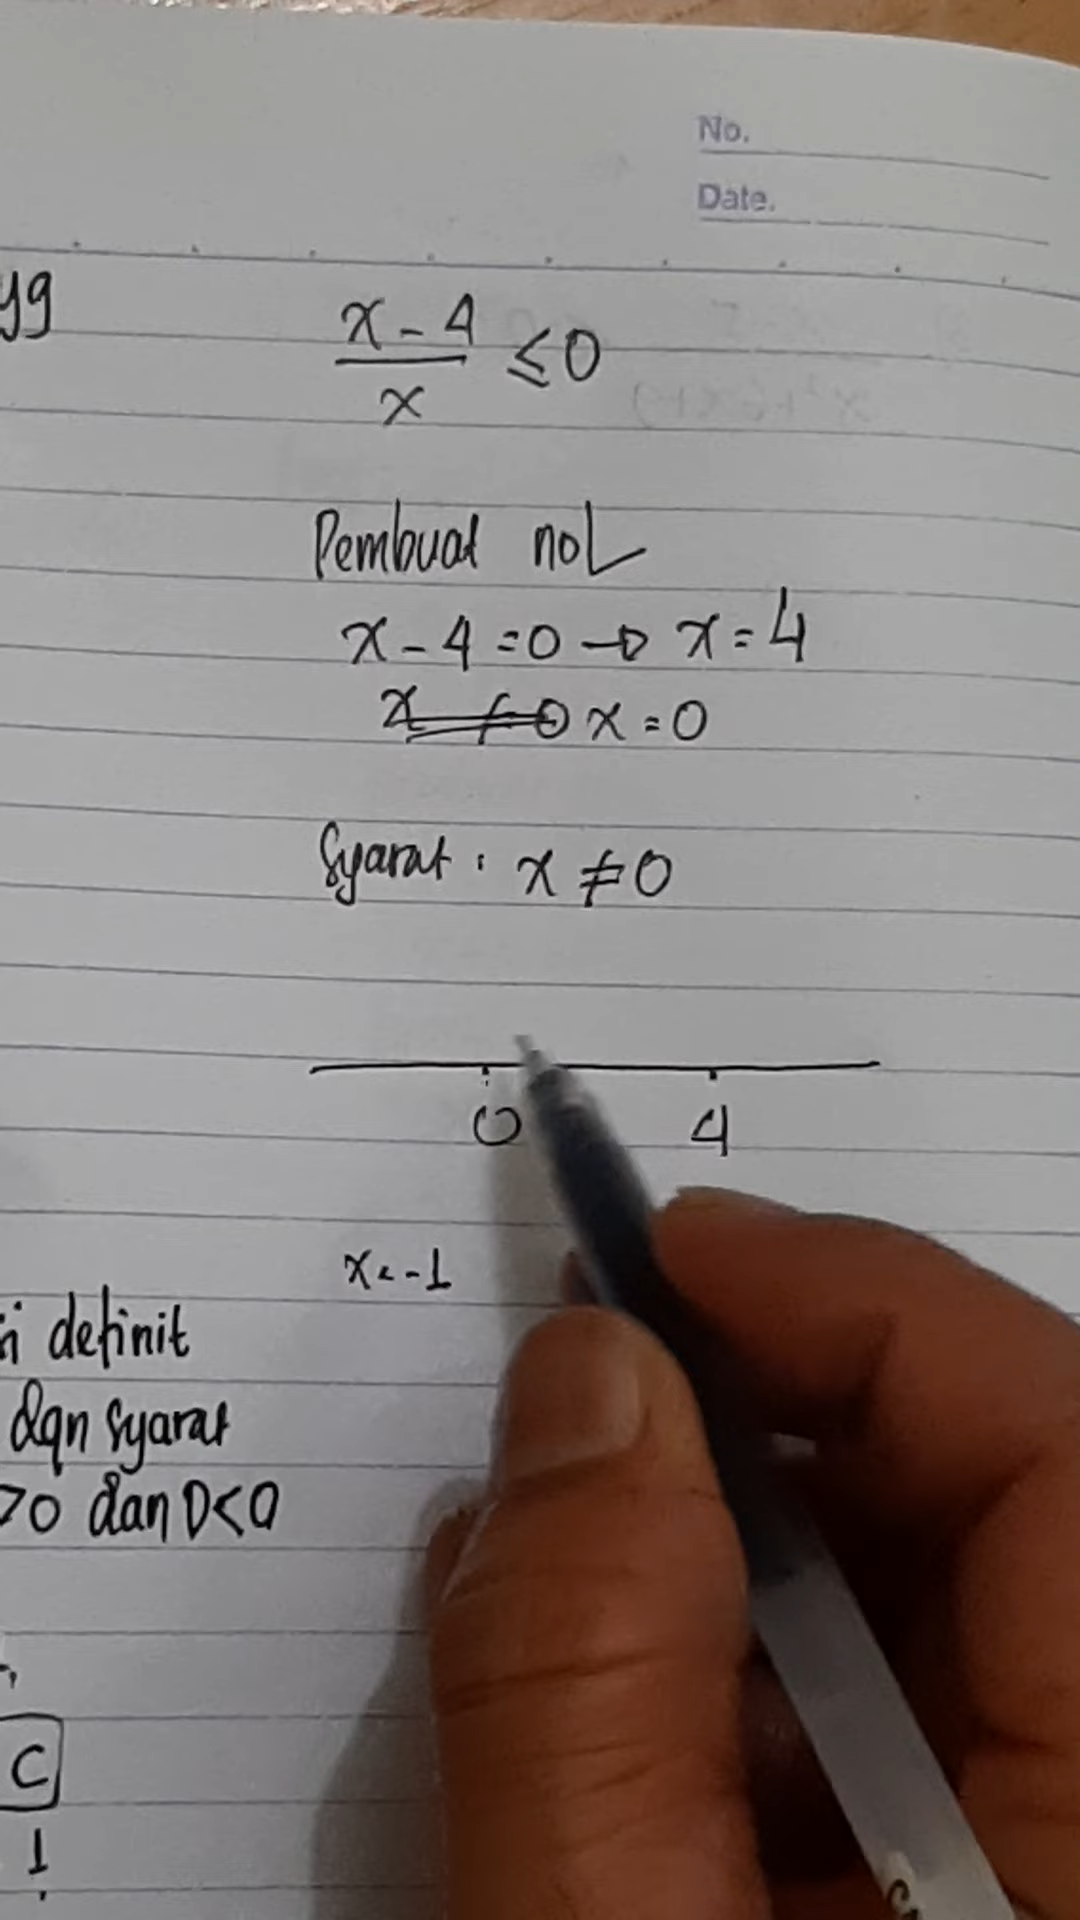 No.
Date.
yg
x - 4
x
≤ 0
Pembuat nol
x - 4 = 0 → x = 4
x = 0
Syarat : x ≠ 0
0 4
x = -1
definit
dgn syarat
>0 dan D<0
C
1